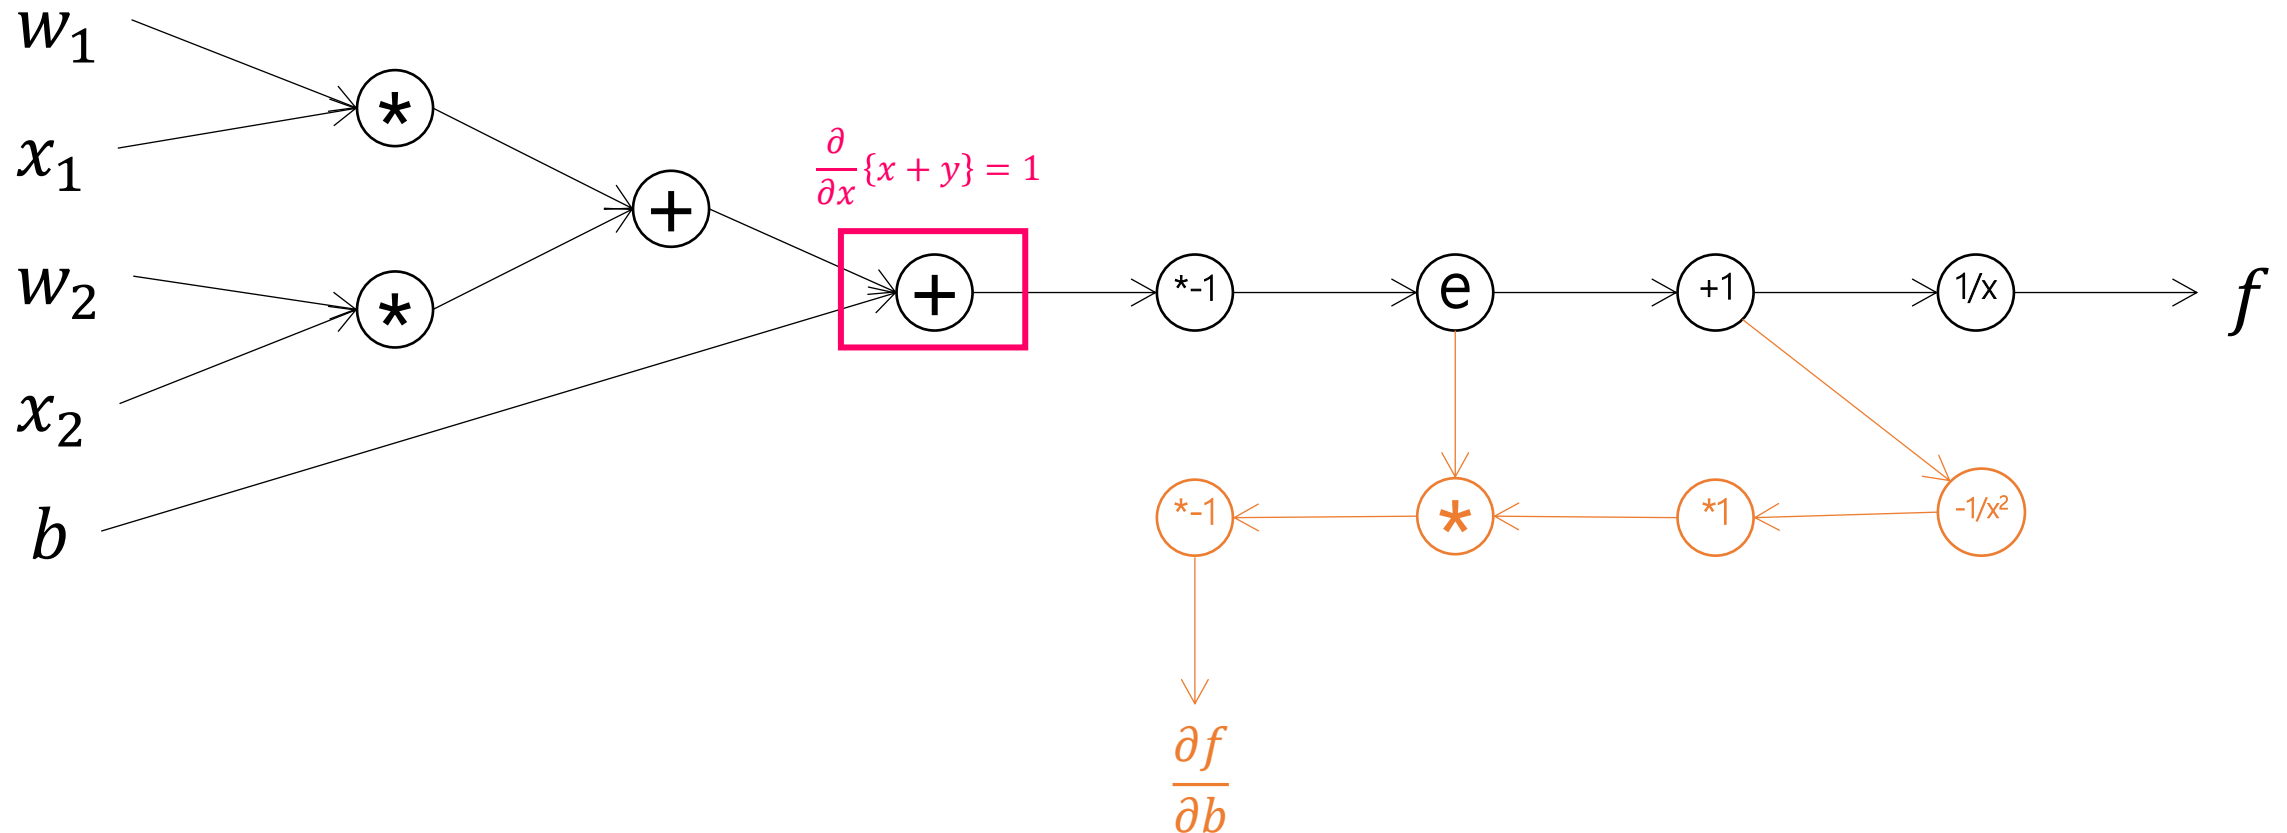 w₁
x₁
w₂
x₂
b
*
*
+
∂/∂x {x + y} = 1
+
*-1
e
+1
1/x
f
*-1
*
*1
-1/x²
∂f/∂b